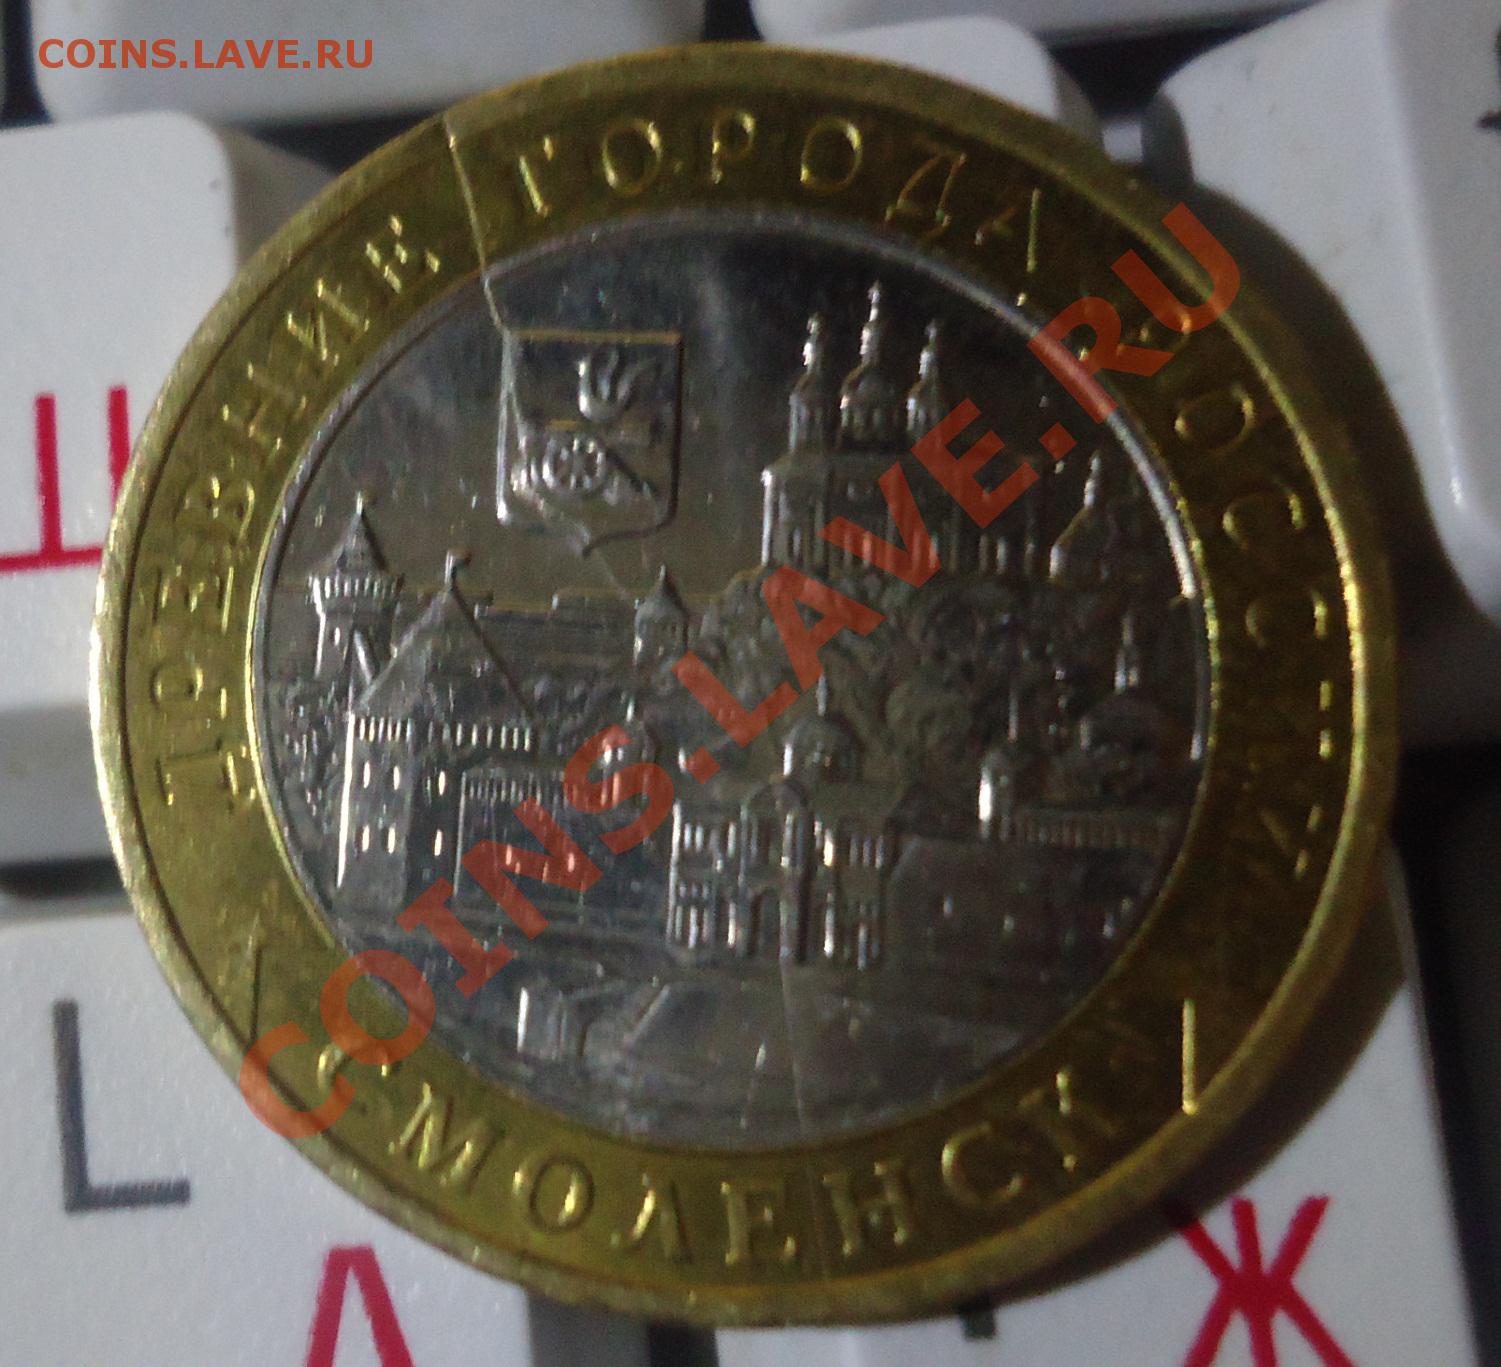 COINS.LAVE.RU
ДРЕВНИЕ ГОРОДА РОССИИ
СМОЛЕНСК
COINS.LAVE.RU
Ш
L
Д
Ж